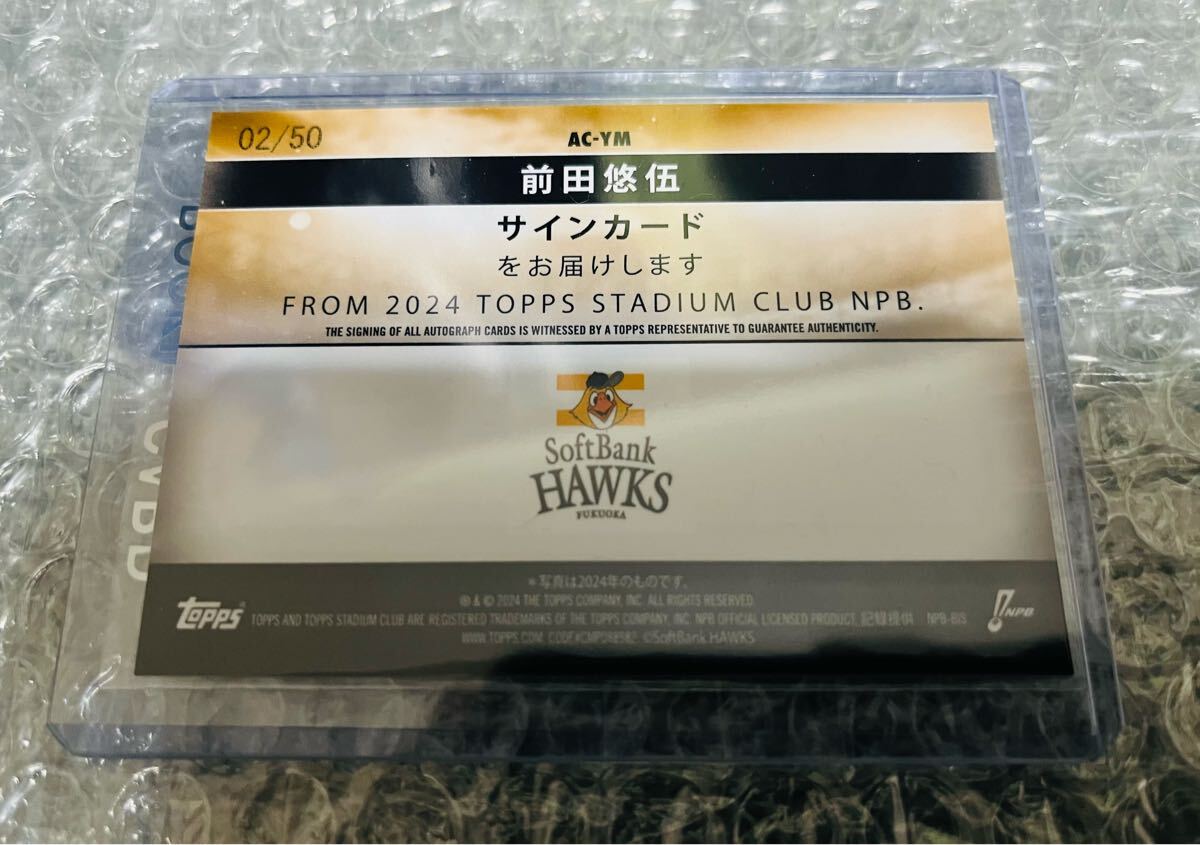 02/50
AC-YM
前田悠伍
サインカード
をお届けします
FROM 2024 TOPPS STADIUM CLUB NPB.
THE SIGNING OF ALL AUTOGRAPH CARDS IS WITNESSED BY A TOPPS REPRESENTATIVE TO GUARANTEE AUTHENTICITY.
SoftBank
HAWKS
FUKUOKA
*写真は2024年のものです。
® & © 2024 THE TOPPS COMPANY, INC. ALL RIGHTS RESERVED.
topps
TOPPS AND TOPPS STADIUM CLUB ARE REGISTERED TRADEMARKS OF THE TOPPS COMPANY, INC. NPB OFFICIAL LICENSED PRODUCT. 記録提供 NPB-BIS
NPB
WWW.TOPPS.COM ©SoftBank HAWKS